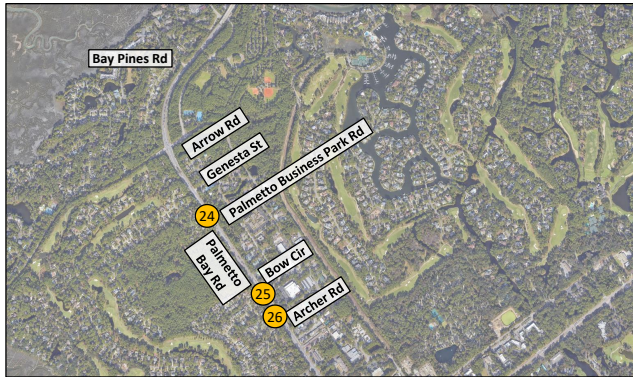 Bay Pines Rd
Arrow Rd
Genesta St
Palmetto Business Park Rd
24
Palmetto
Bay Rd
Bow Cir
25
Archer Rd
26